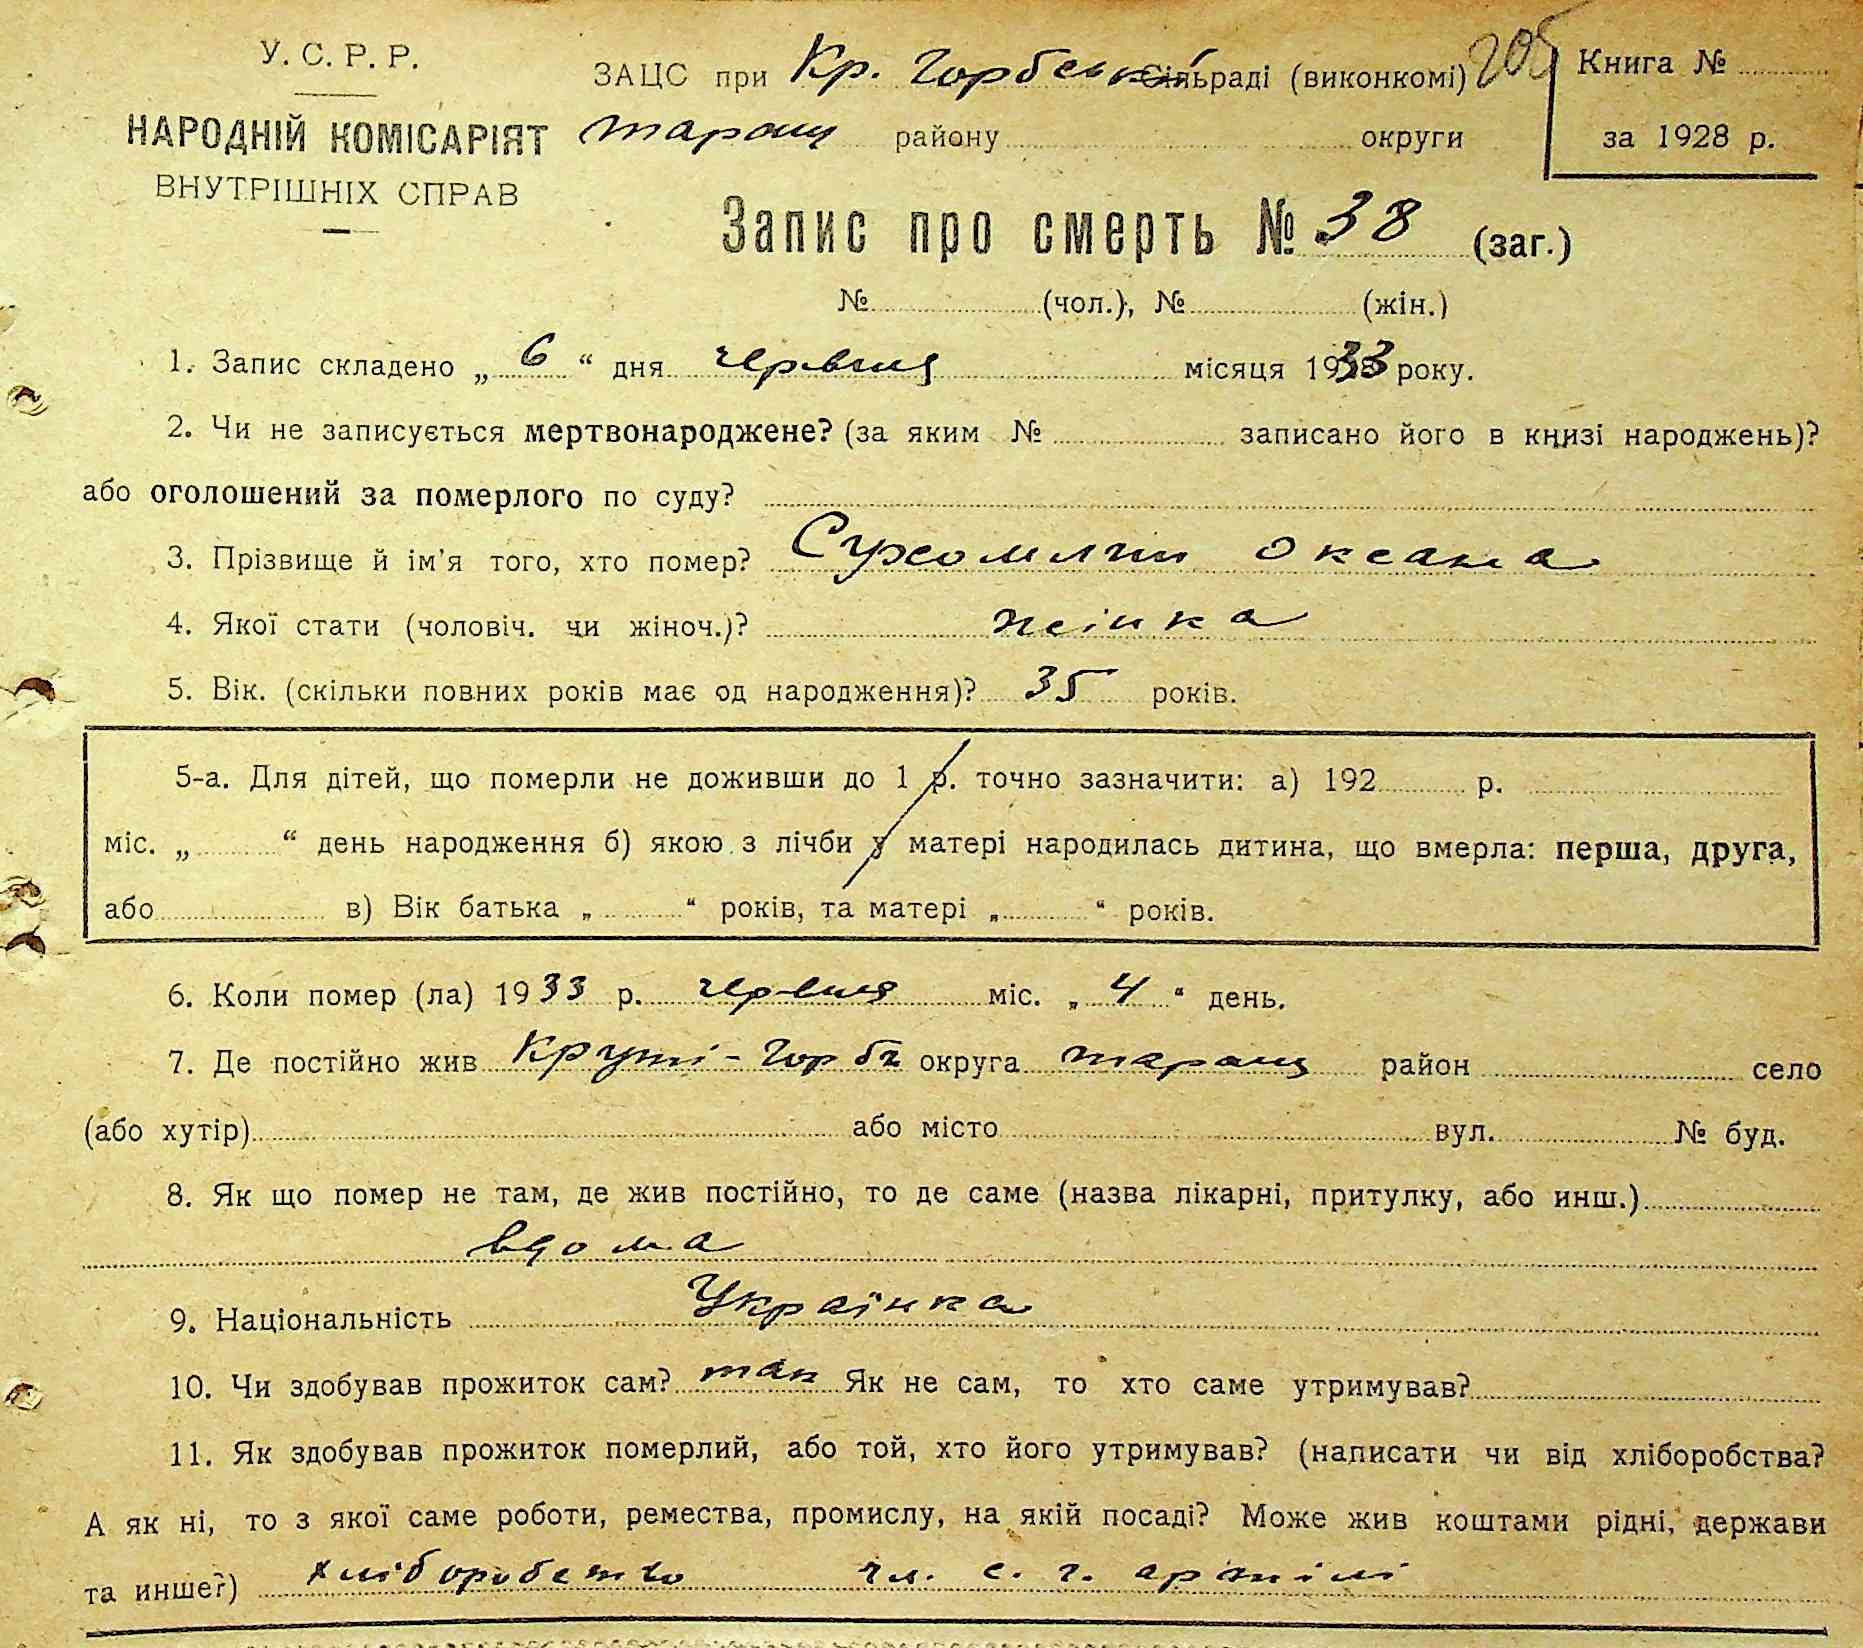 У. С. Р. Р.
НАРОДНІЙ КОМІСАРІЯТ
ВНУТРІШНІХ СПРАВ
ЗАЦС при Кр. Горбській сільраді (виконкомі)
Таращ району округи
205
Книга №
за 1928 р.
Запис про смерть № 38 (заг.)
№ (чол.), № (жін.)
1. Запис складено „ 6 “ дня червня місяця 1933 року.
2. Чи не записується мертвонароджене? (за яким № записано його в книзі народжень)?
або оголошений за померлого по суду?
3. Прізвище й ім'я того, хто помер? Сухомлин Оксана
4. Якої стати (чоловіч. чи жіноч.)? жінка
5. Вік. (скільки повних років має од народження)? 35 років.
5-а. Для дітей, що померли не доживши до 1 р. точно зазначити: а) 192 р.
міс. „ “ день народження б) якою з лічби у матері народилась дитина, що вмерла: перша, друга,
або в) Вік батька „ “ років, та матері „ “ років.
6. Коли помер (ла) 1933 р. червня міс. „ 4 “ день.
7. Де постійно жив Круті-Горби округа Таращ район село
(або хутір) або місто вул. № буд.
8. Як що помер не там, де жив постійно, то де саме (назва лікарні, притулку, або инш.)
вдома
9. Національність Українка
10. Чи здобував прожиток сам? так Як не сам, то хто саме утримував?
11. Як здобував прожиток померлий, або той, хто його утримував? (написати чи від хліборобства?
А як ні, то з якої саме роботи, ремества, промислу, на якій посаді? Може жив коштами рідні, держави
та инше?) хліборобство чл. с. г. артілі